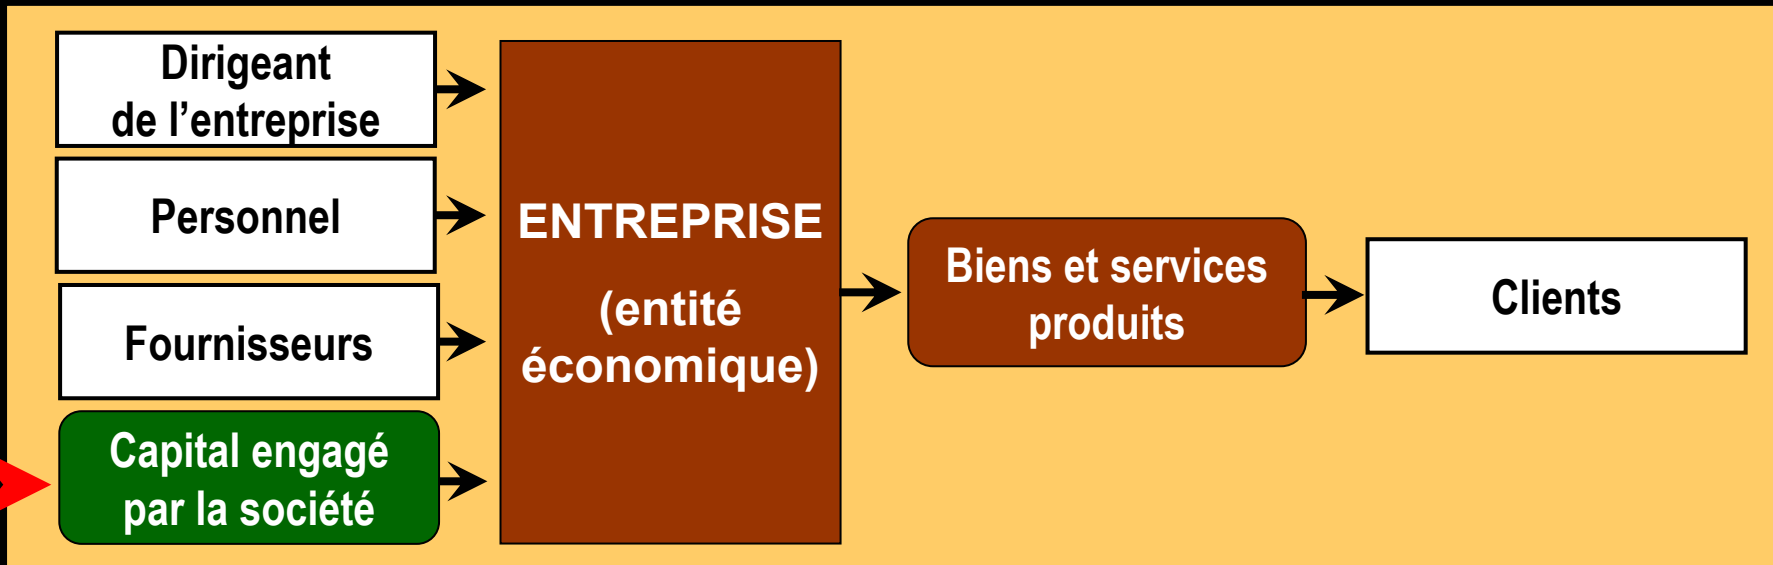 Dirigeant
de l’entreprise
Personnel
Fournisseurs
Capital engagé
par la société
ENTREPRISE
(entité
économique)
Biens et services
produits
Clients